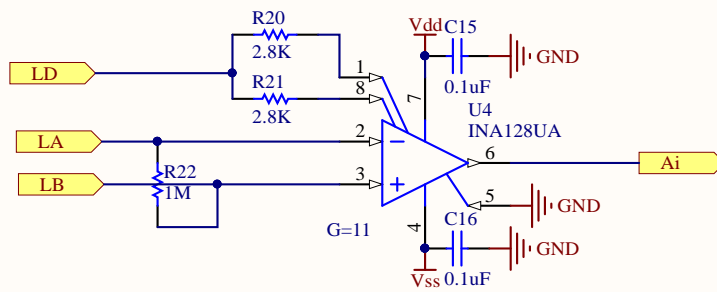 R20
2.8K
LD
R21
2.8K
1
8
Vdd
C15
GND
0.1uF
7
U4
INA128UA
LA
2
R22
1M
LB
3
6
Ai
5
GND
G=11
4
C16
GND
Vss
0.1uF